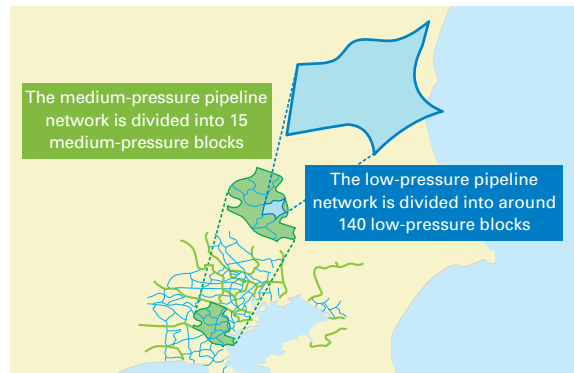 The medium-pressure pipeline
network is divided into 15
medium-pressure blocks
The low-pressure pipeline
network is divided into around
140 low-pressure blocks